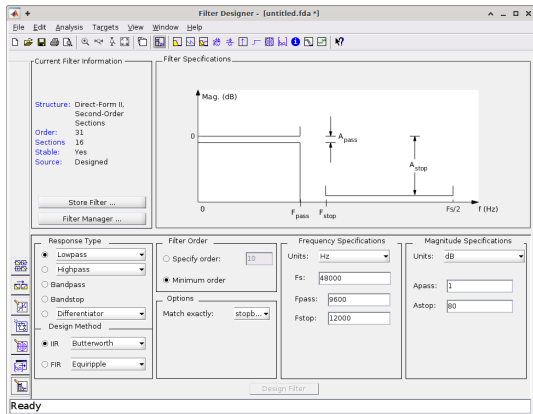 Filter Designer - [untitled.fda *]
File Edit Analysis Targets View Window Help
Current Filter Information
Structure: Direct-Form II,
Second-Order
Sections
Order: 31
Sections 16
Stable: Yes
Source: Designed
Store Filter ...
Filter Manager ...
Filter Specifications
Mag. (dB)
0
Apass
Astop
0
Fpass
Fstop
Fs/2
f (Hz)
Response Type
Lowpass
Highpass
Bandpass
Bandstop
Differentiator
Design Method
IIR Butterworth
FIR Equiripple
Filter Order
Specify order: 10
Minimum order
Options
Match exactly: stopb...
Frequency Specifications
Units: Hz
Fs: 48000
Fpass: 9600
Fstop: 12000
Magnitude Specifications
Units: dB
Apass: 1
Astop: 80
Design Filter
Ready